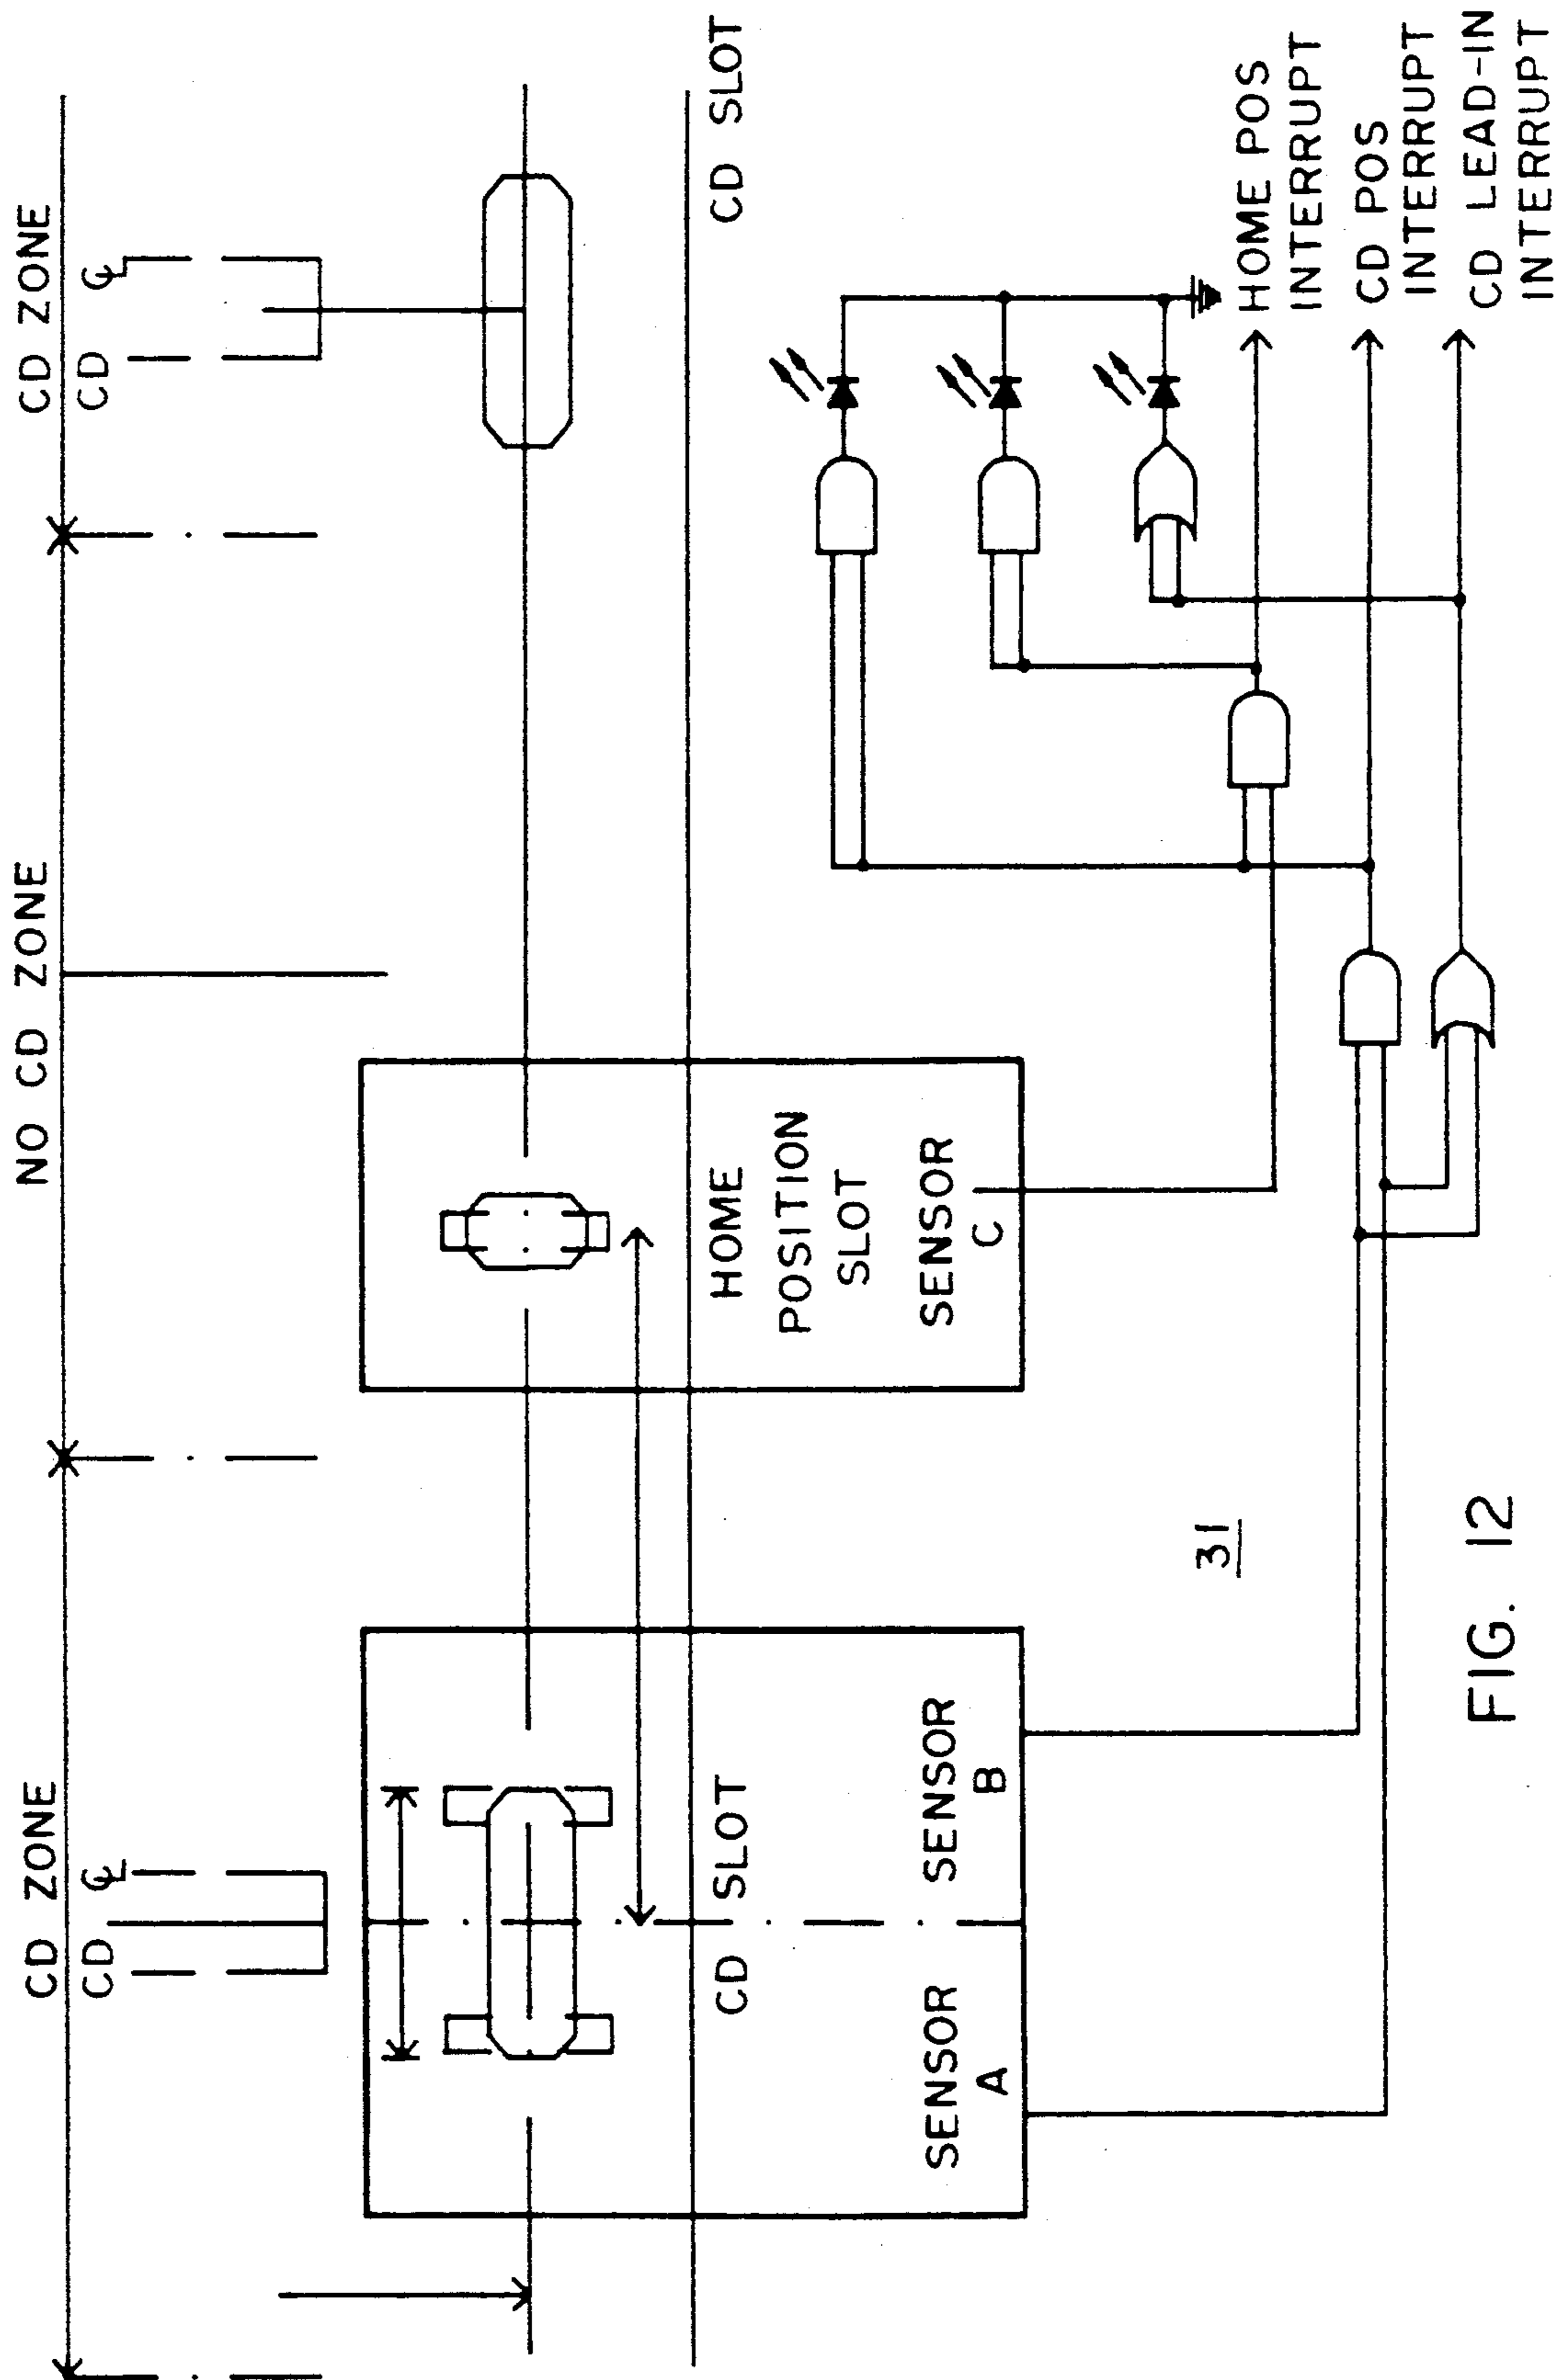 CD ZONE
NO CD ZONE
CD ZONE
CD ℄
CD ℄
CD SLOT
SENSOR
A
SENSOR
B
HOME
POSITION
SLOT
SENSOR
C
CD SLOT
31
HOME POS
INTERRUPT
CD POS
INTERRUPT
CD LEAD-IN
INTERRUPT
FIG. 12